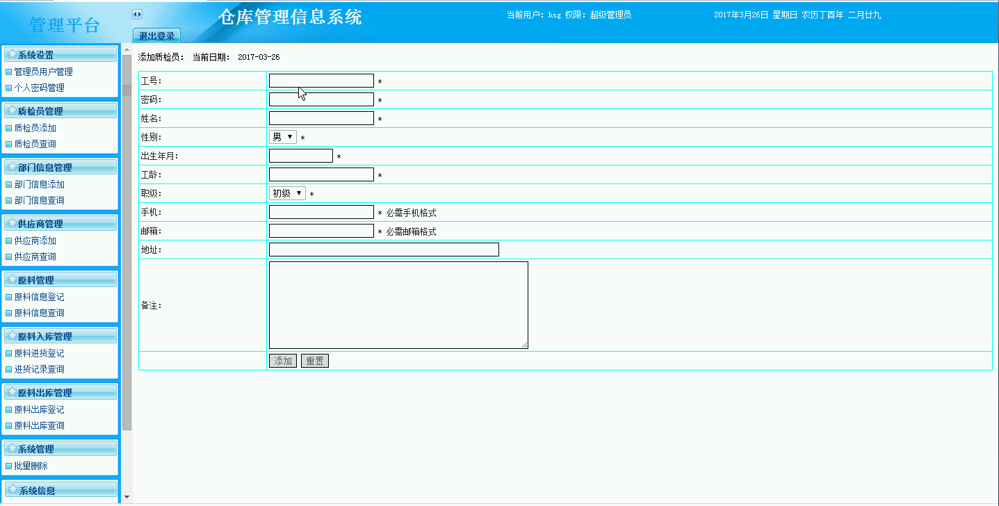 管理平台
仓库管理信息系统
当前用户: hsg 权限: 超级管理员
2017年3月26日 星期日 农历丁酉年 二月廿九
退出登录
系统设置
管理员用户管理
个人密码管理
质检员管理
质检员添加
质检员查询
部门信息管理
部门信息添加
部门信息查询
供应商管理
供应商添加
供应商查询
原料管理
原料信息登记
原料信息查询
原料入库管理
原料进货登记
进货记录查询
原料出库管理
原料出库登记
原料出库查询
系统管理
批量删除
系统信息
添加质检员: 当前日期: 2017-03-26
工号: *
密码: *
姓名: *
性别: 男 *
出生年月: *
工龄: *
职级: 初级 *
手机: * 必需手机格式
邮箱: * 必需邮箱格式
地址:
备注:
添加 重置